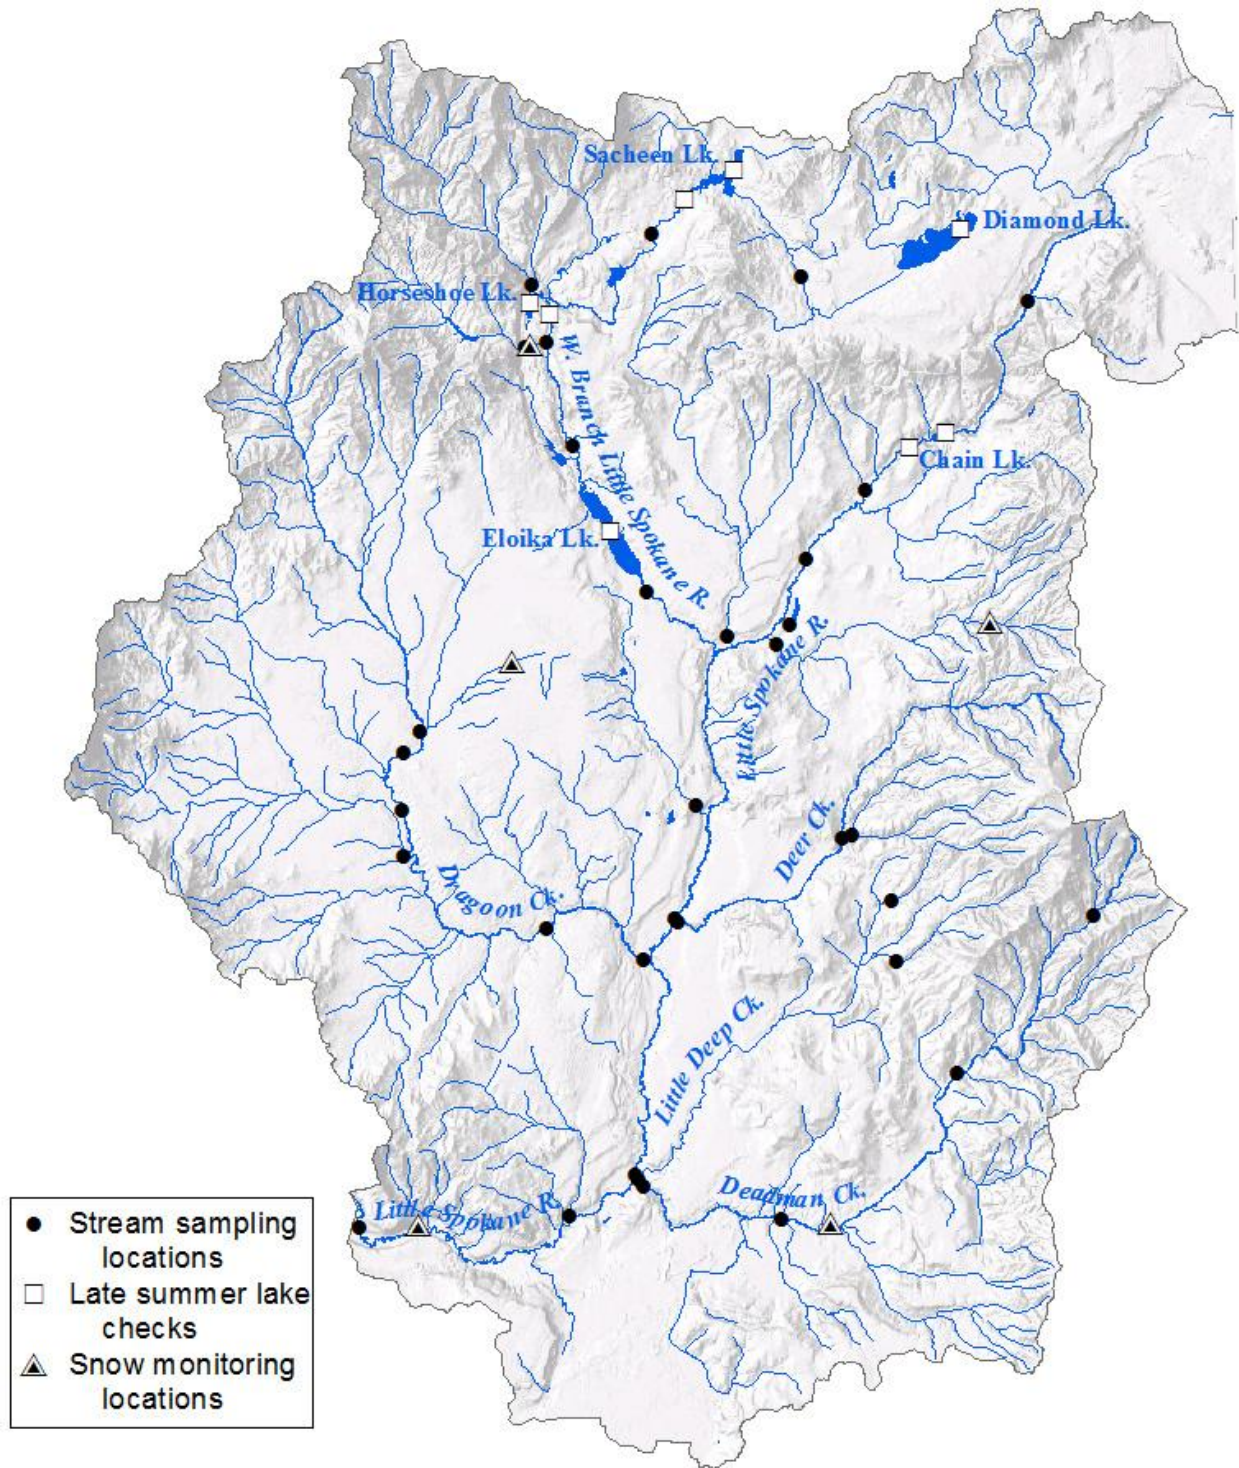 Sacheen Lk.
Diamond Lk.
Horseshoe Lk.
W. Branch Little Spokane R.
Chain Lk.
Eloika Lk.
Little Spokane R.
Deer Ck.
Dragoon Ck.
Little Deep Ck.
Deadman Ck.
Little Spokane R.
Stream sampling
locations
Late summer lake
checks
Snow monitoring
locations